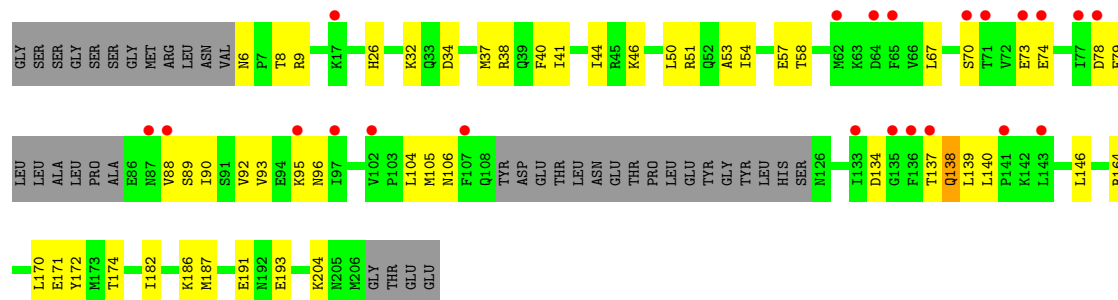 GLY SER SER GLY SER SER GLY MET ARG LEU ASN VAL N6 P7 T8 R9 K17 H26 K32 Q33 D34 M37 R38 Q39 F40 I41 I44 R45 K46 L50 R51 Q52 A53 I54 E57 T58 M62 K63 D64 F65 V66 L67 S70 T71 V72 E73 E74 I77 D78
LEU LEU ALA LEU PRO ALA E86 N87 V88 S89 I90 S91 V92 V93 E94 K95 N96 I97 V102 P103 L104 M105 N106 F107 Q108 TYR ASP GLU THR LEU ASN GLU THR PRO LEU GLU TYR GLY TYR LEU HIS SER N126 I133 D134 G135 F136 T137 Q138 L139 L140 P141 K142 L143 L146
L170 E171 Y172 M173 T174 I182 K186 M187 E191 N192 E193 K204 N205 M206 GLY THR GLU GLU